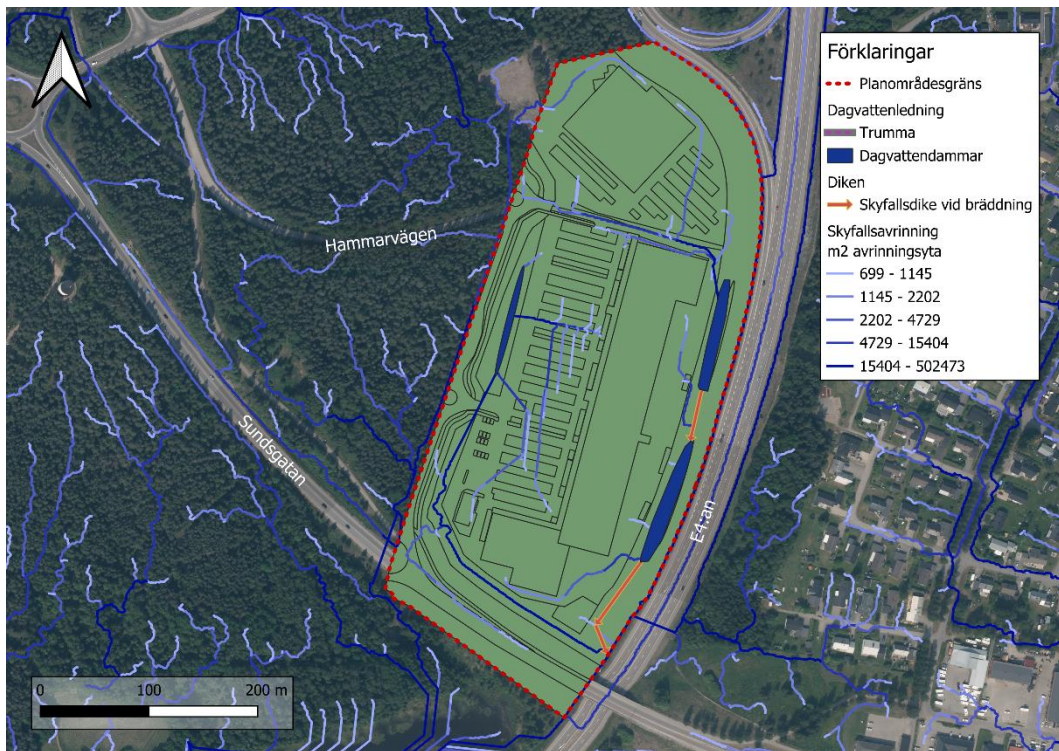 Förklaringar
Planområdesgräns
Dagvattenledning
Trumma
Dagvattendammar
Diken
Skyfallsdike vid bräddning
Skyfallsavrinning
m2 avrinningsyta
699 - 1145
1145 - 2202
2202 - 4729
4729 - 15404
15404 - 502473
Hammarvägen
Sundsgatan
E4:an
0 100 200 m